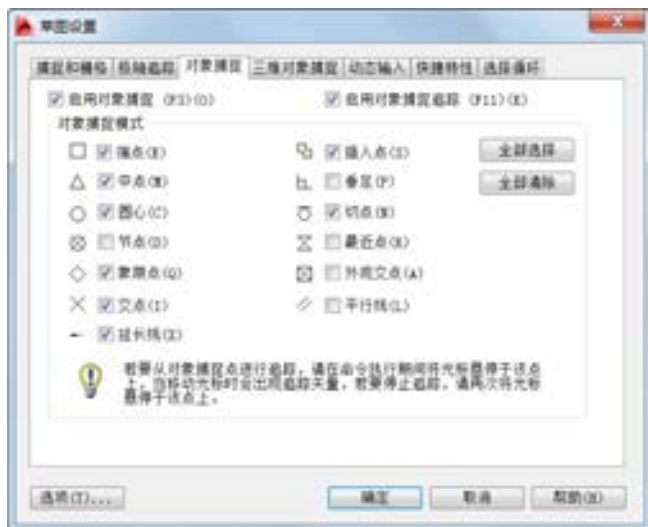 草图设置
捕捉和栅格 极轴追踪 对象捕捉 三维对象捕捉 动态输入 快捷特性 选择循环
启用对象捕捉 (F3)(O) 启用对象捕捉追踪 (F11)(K)
对象捕捉模式
端点(E) 插入点(S) 全部选择
中点(M) 垂足(P) 全部清除
圆心(C) 切点(N)
节点(D) 最近点(R)
象限点(Q) 外观交点(A)
交点(I) 平行线(L)
延长线(X)
若要从对象捕捉点进行追踪，请在命令执行期间将光标悬停于该点
上，当移动光标时会出现追踪矢量，若要停止追踪，请再次将光标
悬停于该点上。
选项(T)... 确定 取消 帮助(H)